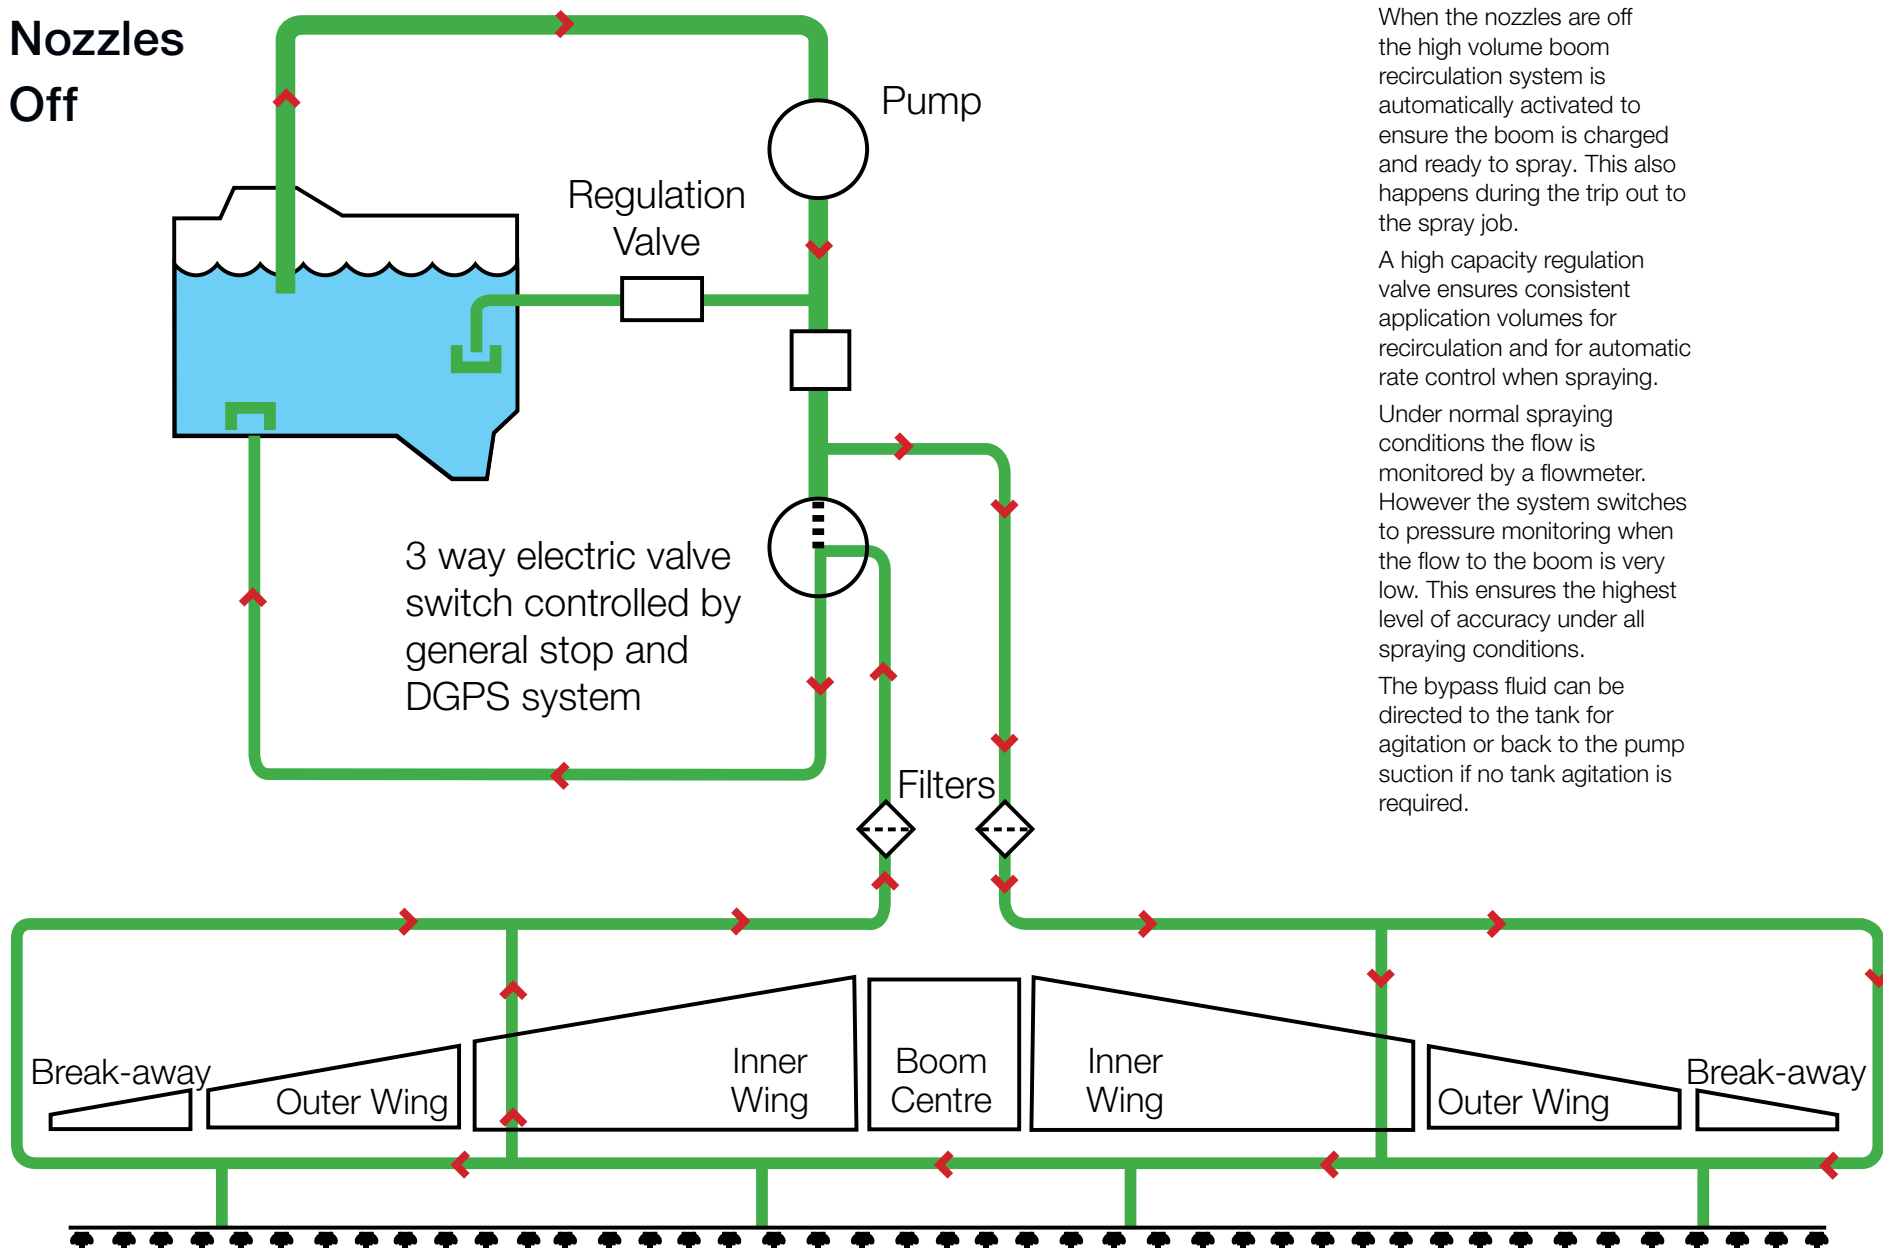 Nozzles
Off
Pump
Regulation
Valve
3 way electric valve
switch controlled by
general stop and
DGPS system
Filters
Break-away
Outer Wing
Inner
Wing
Boom
Centre
Inner
Wing
Outer Wing
Break-away
When the nozzles are off
the high volume boom
recirculation system is
automatically activated to
ensure the boom is charged
and ready to spray. This also
happens during the trip out to
the spray job.
A high capacity regulation
valve ensures consistent
application volumes for
recirculation and for automatic
rate control when spraying.
Under normal spraying
conditions the flow is
monitored by a flowmeter.
However the system switches
to pressure monitoring when
the flow to the boom is very
low. This ensures the highest
level of accuracy under all
spraying conditions.
The bypass fluid can be
directed to the tank for
agitation or back to the pump
suction if no tank agitation is
required.